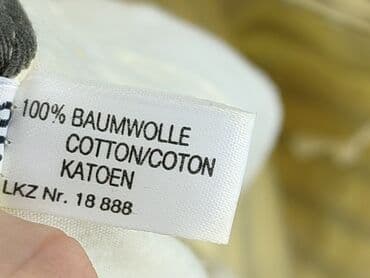 100% BAUMWOLLE
COTTON/COTON
KATOEN
LKZ Nr. 18 888